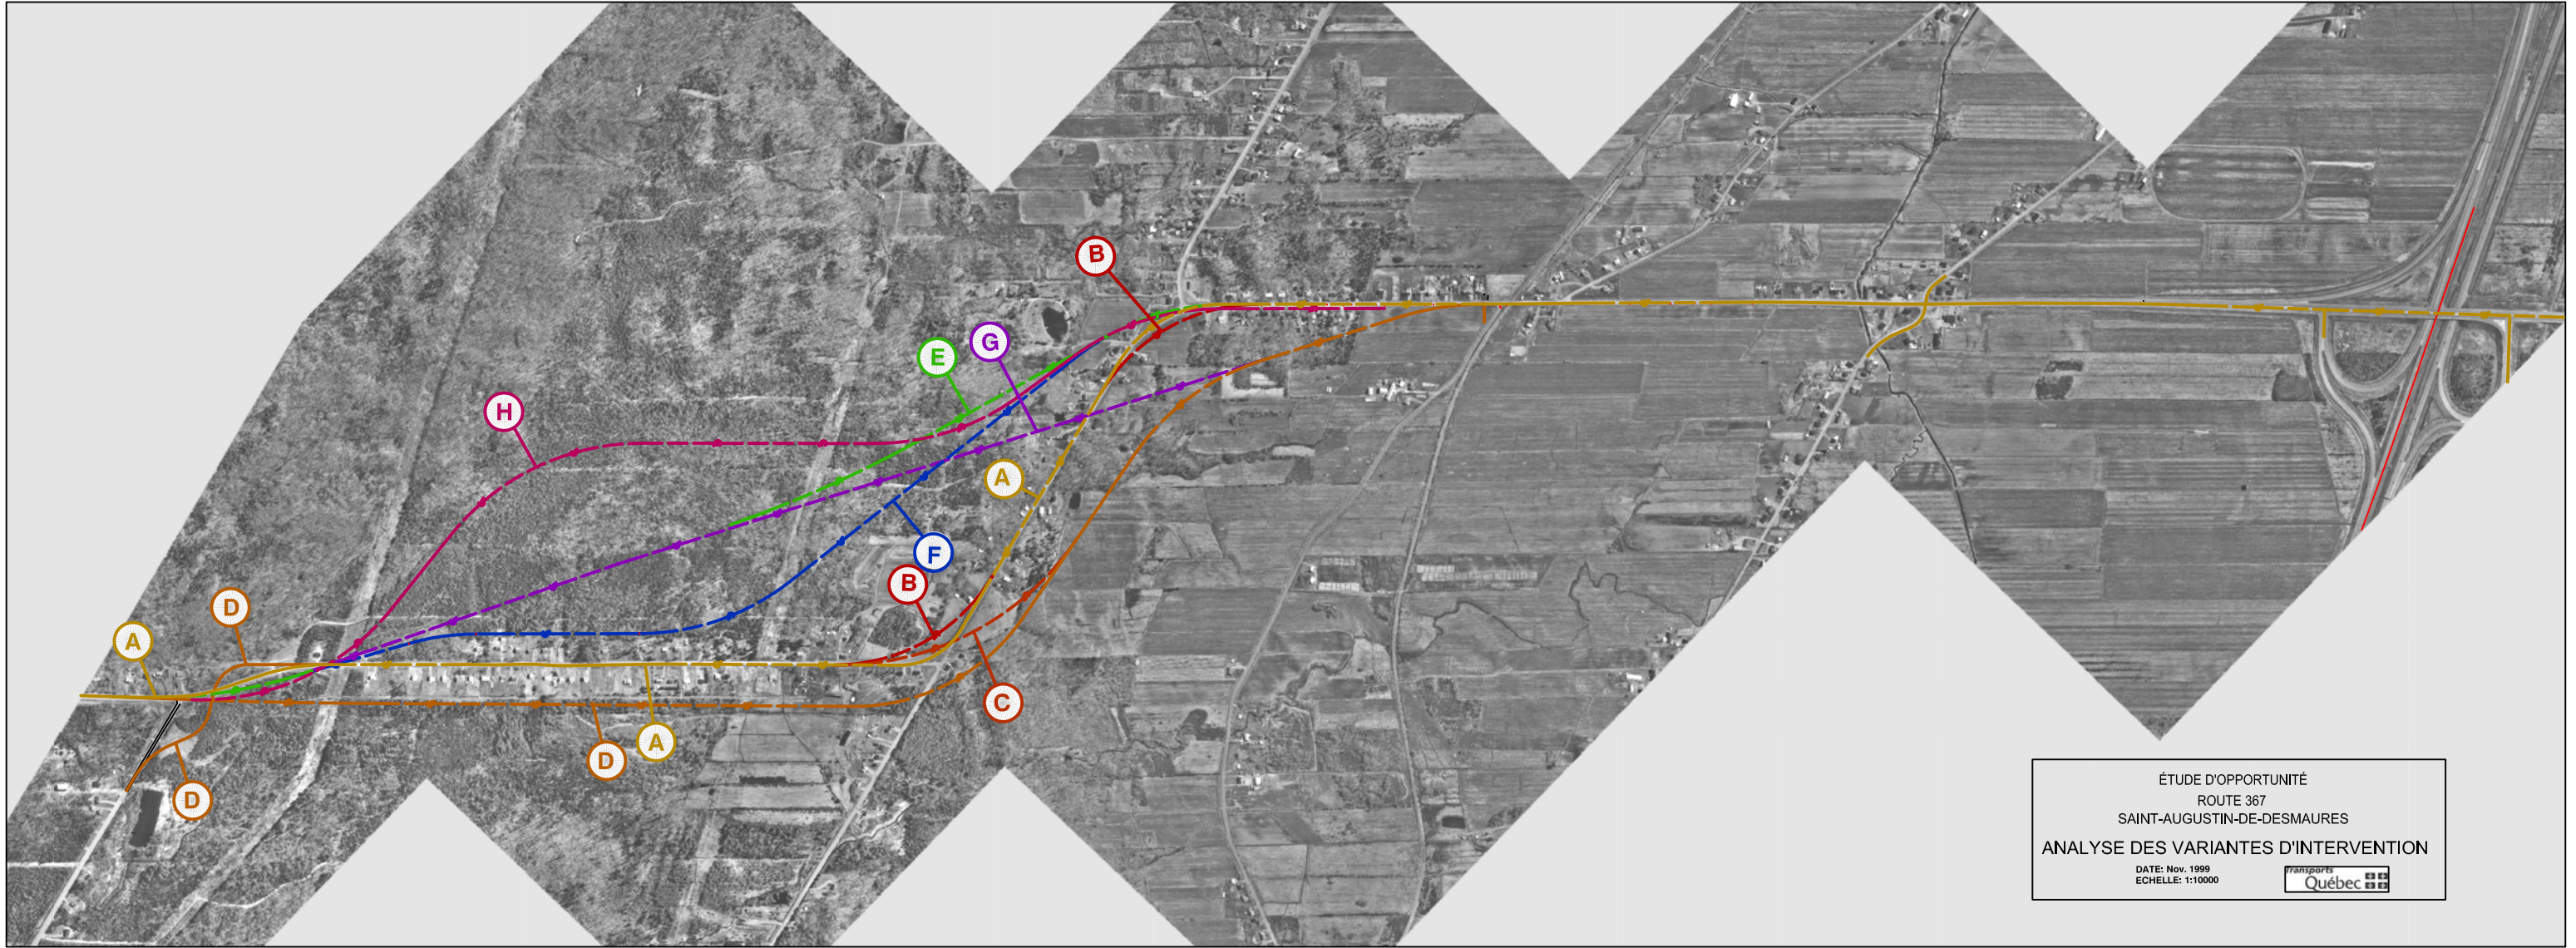 B
G
E
H
A
F
B
D
A
C
A
D
D
ÉTUDE D'OPPORTUNITÉ
ROUTE 367
SAINT-AUGUSTIN-DE-DESMAURES
ANALYSE DES VARIANTES D'INTERVENTION
DATE: Nov. 1999
ECHELLE: 1:10000
Transports
Québec